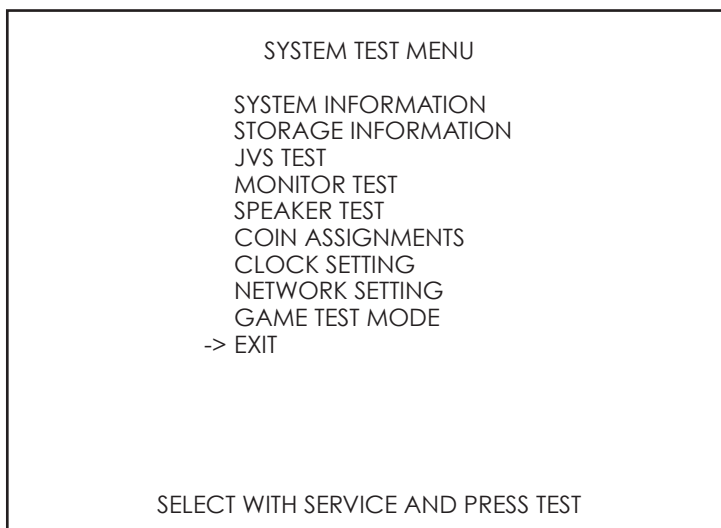 SYSTEM TEST MENU
SYSTEM INFORMATION
STORAGE INFORMATION
JVS TEST
MONITOR TEST
SPEAKER TEST
COIN ASSIGNMENTS
CLOCK SETTING
NETWORK SETTING
GAME TEST MODE
-> EXIT
SELECT WITH SERVICE AND PRESS TEST